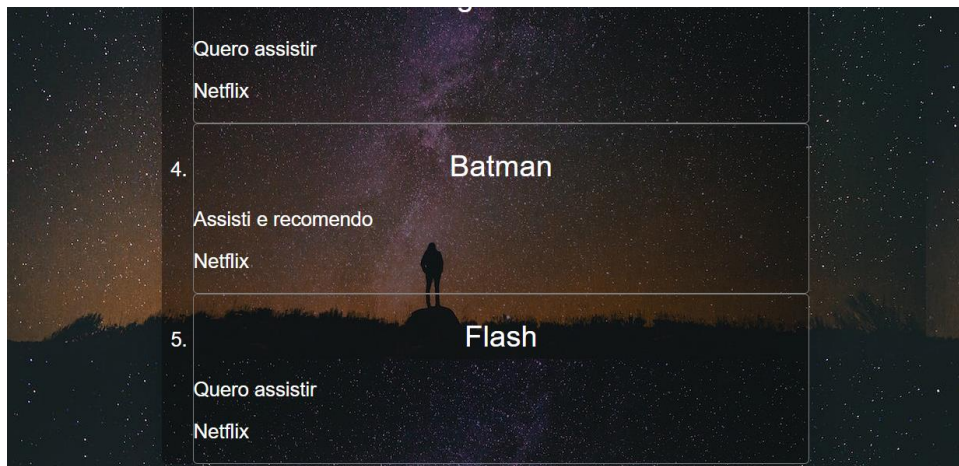 Quero assistir
Netflix
4. Batman
Assisti e recomendo
Netflix
5. Flash
Quero assistir
Netflix